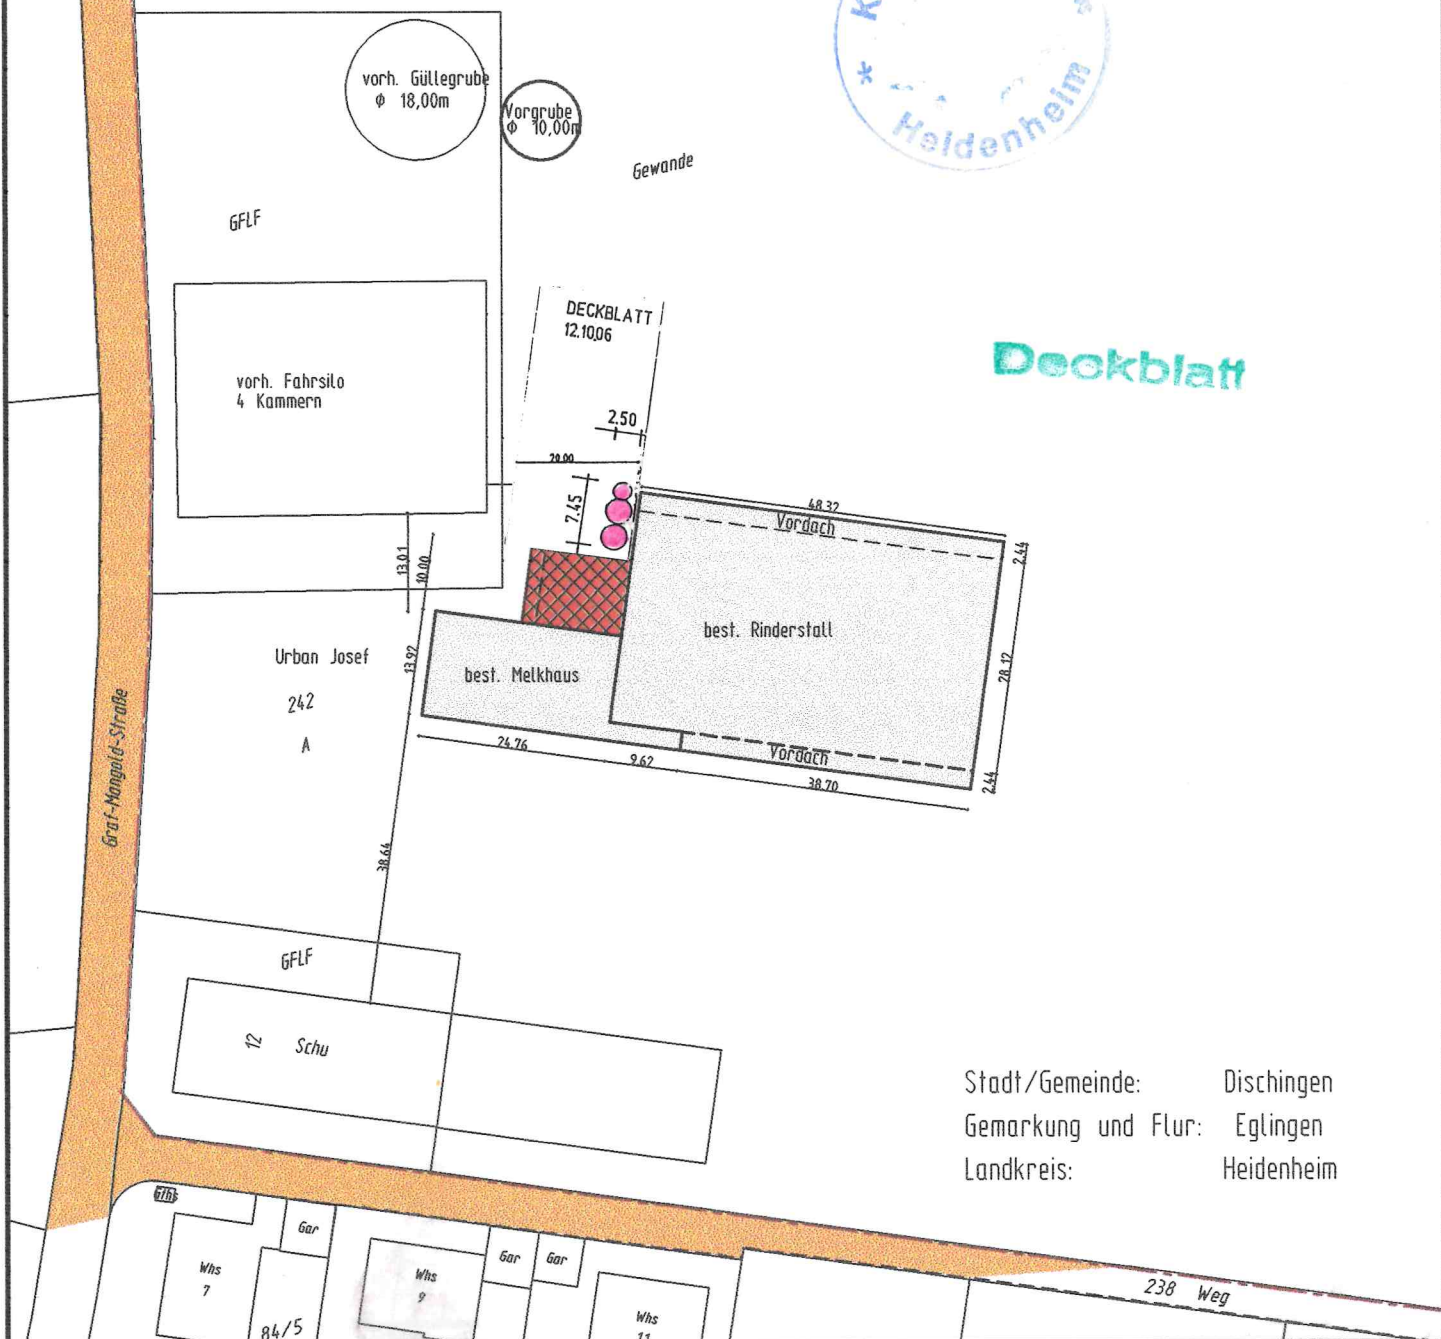 vorh. Güllegrube
ϕ 18,00m
Vorgrube
ϕ 10,00m
* Heidenheim *
Gewande
GFLF
DECKBLATT
12.10.06
Deckblatt
vorh. Fahrsilo
4 Kammern
2.50
20.00
7.45
48.32
Vordach
2.44
13.01
10.00
best. Rinderstall
Urban Josef
13.92
best. Melkhaus
28.12
242
A
Graf-Mangold-Straße
24.76
9.62
Vordach
38.70
2.44
38.64
GFLF
12 Schu
Stadt/Gemeinde: Dischingen
Gemarkung und Flur: Eglingen
Landkreis: Heidenheim
Gar
Gar
Gar
Whs
7
Whs
9
Whs
11
84/5
238 Weg